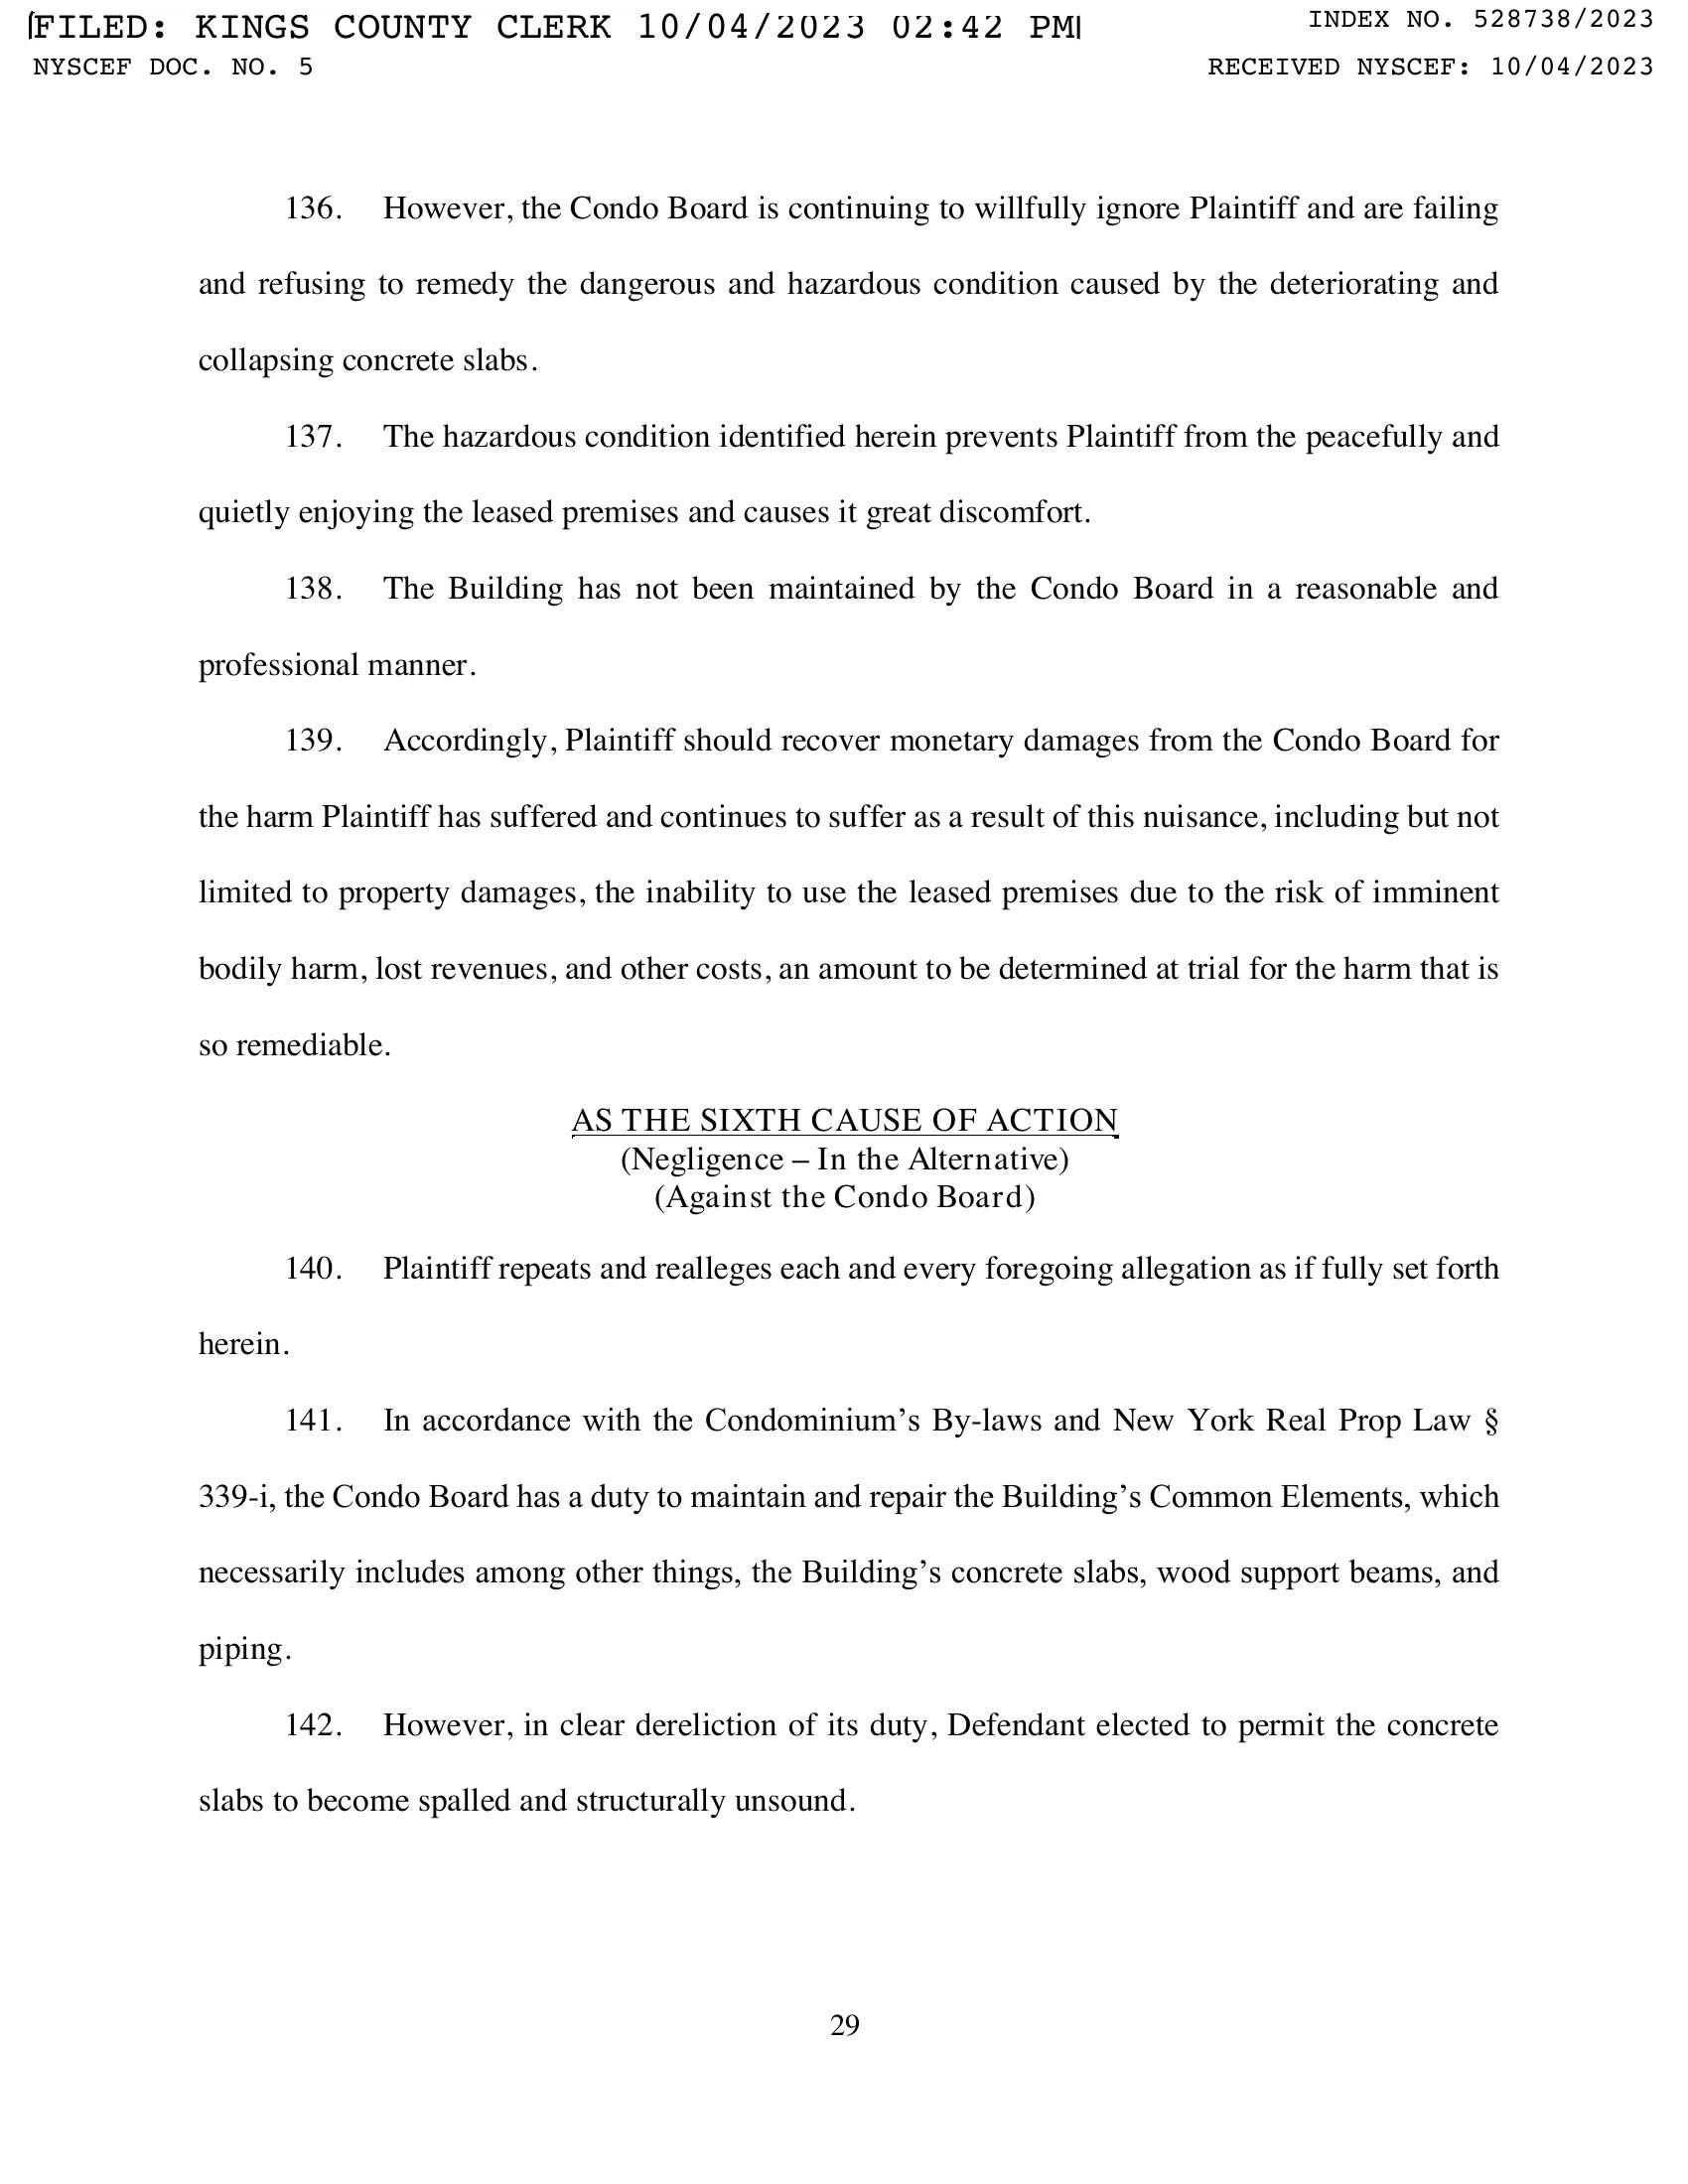 FILED: KINGS COUNTY CLERK 10/04/2023 02:42 PM
INDEX NO. 528738/2023
NYSCEF DOC. NO. 5
RECEIVED NYSCEF: 10/04/2023
136. However, the Condo Board is continuing to willfully ignore Plaintiff and are failing
and refusing to remedy the dangerous and hazardous condition caused by the deteriorating and
collapsing concrete slabs.
137. The hazardous condition identified herein prevents Plaintiff from the peacefully and
quietly enjoying the leased premises and causes it great discomfort.
138. The Building has not been maintained by the Condo Board in a reasonable and
professional manner.
139. Accordingly, Plaintiff should recover monetary damages from the Condo Board for
the harm Plaintiff has suffered and continues to suffer as a result of this nuisance, including but not
limited to property damages, the inability to use the leased premises due to the risk of imminent
bodily harm, lost revenues, and other costs, an amount to be determined at trial for the harm that is
so remediable.
AS THE SIXTH CAUSE OF ACTION
(Negligence – In the Alternative)
(Against the Condo Board)
140. Plaintiff repeats and realleges each and every foregoing allegation as if fully set forth
herein.
141. In accordance with the Condominium’s By-laws and New York Real Prop Law §
339-i, the Condo Board has a duty to maintain and repair the Building’s Common Elements, which
necessarily includes among other things, the Building’s concrete slabs, wood support beams, and
piping.
142. However, in clear dereliction of its duty, Defendant elected to permit the concrete
slabs to become spalled and structurally unsound.
29